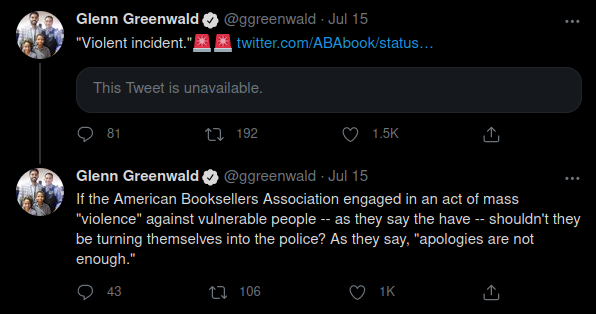 Glenn Greenwald @ggreenwald · Jul 15
"Violent incident."🚨🚨 twitter.com/ABAbook/status…
This Tweet is unavailable.
81 192 1.5K
Glenn Greenwald @ggreenwald · Jul 15
If the American Booksellers Association engaged in an act of mass
"violence" against vulnerable people -- as they say the have -- shouldn't they
be turning themselves into the police? As they say, "apologies are not
enough."
43 106 1K